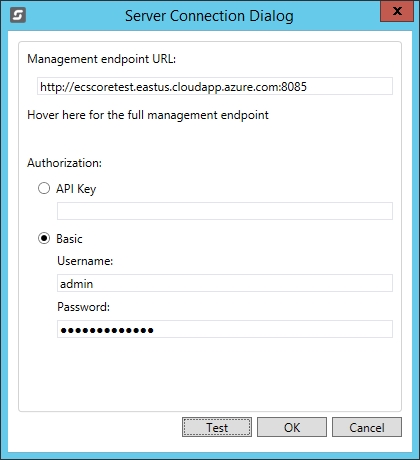 Server Connection Dialog
Management endpoint URL:
http://ecscoretest.eastus.cloudapp.azure.com:8085
Hover here for the full management endpoint
Authorization:
API Key
Basic
Username:
admin
Password:
●●●●●●●●●●●●●
Test OK Cancel